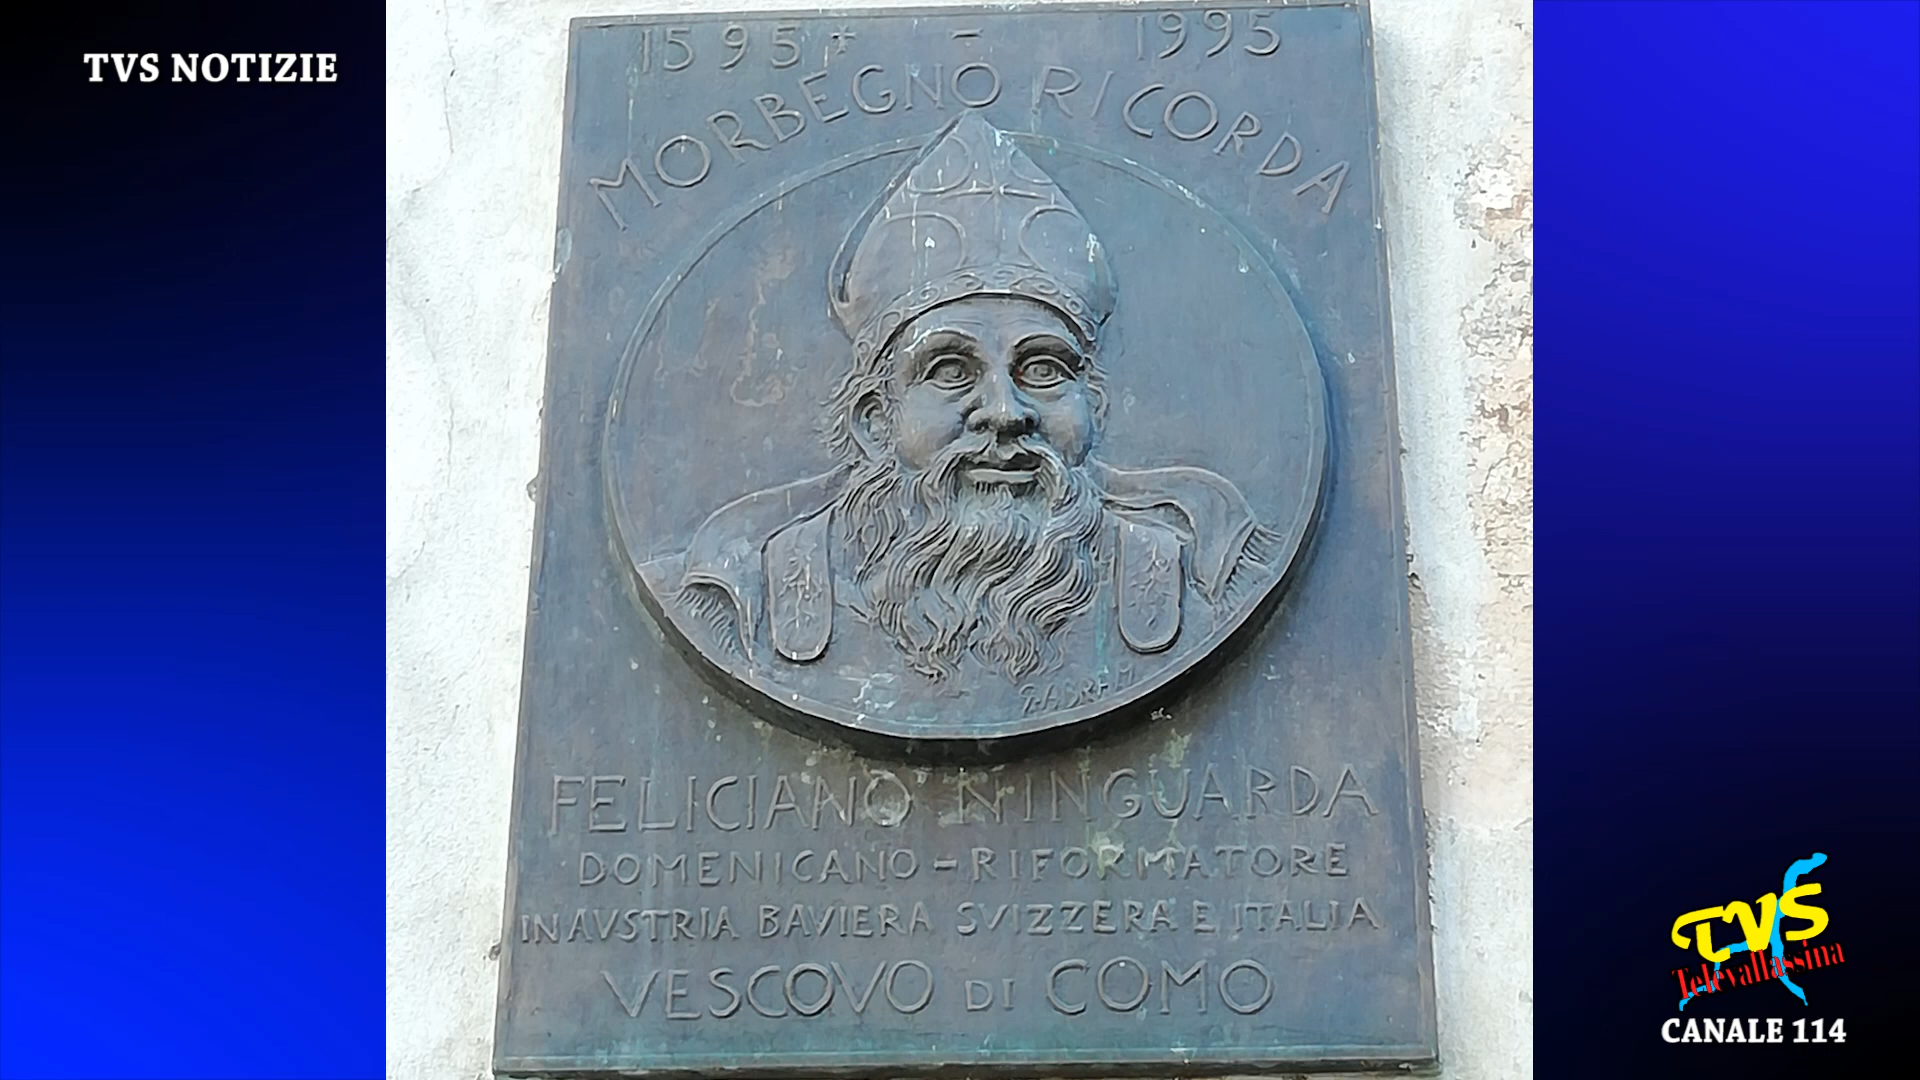 TVS NOTIZIE
1595+ - 1995
MORBEGNO RICORDA
FELICIANO NINGUARDA
DOMENICANO - RIFORMATORE
IN AVSTRIA BAVIERA SVIZZERA E ITALIA
VESCOVO DI COMO
TVS
Televallassina
CANALE 114